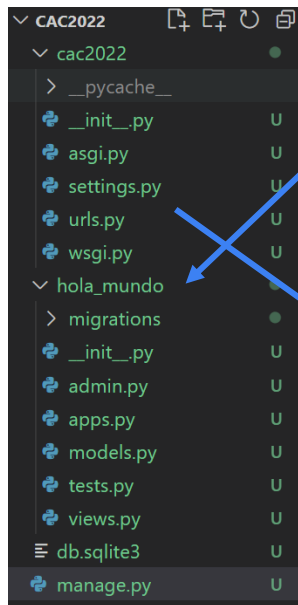 CAC2022
cac2022
__pycache__
__init__.py U
asgi.py U
settings.py U
urls.py U
wsgi.py U
hola_mundo
migrations
__init__.py U
admin.py U
apps.py U
models.py U
tests.py U
views.py U
db.sqlite3 U
manage.py U